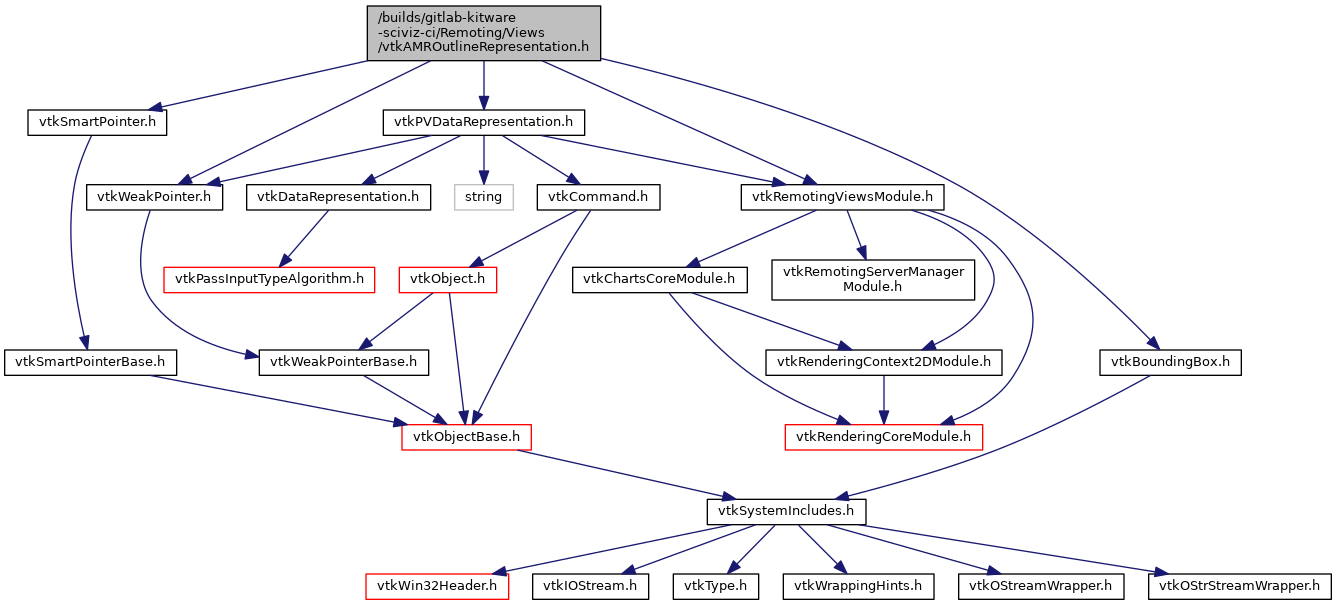 /builds/gitlab-kitware
-sciviz-ci/Remoting/Views
/vtkAMROutlineRepresentation.h
vtkSmartPointer.h
vtkPVDataRepresentation.h
vtkWeakPointer.h
vtkDataRepresentation.h
string
vtkCommand.h
vtkRemotingViewsModule.h
vtkPassInputTypeAlgorithm.h
vtkObject.h
vtkChartsCoreModule.h
vtkRemotingServerManager
Module.h
vtkSmartPointerBase.h
vtkWeakPointerBase.h
vtkRenderingContext2DModule.h
vtkBoundingBox.h
vtkObjectBase.h
vtkRenderingCoreModule.h
vtkSystemIncludes.h
vtkWin32Header.h
vtkIOStream.h
vtkType.h
vtkWrappingHints.h
vtkOStreamWrapper.h
vtkOStrStreamWrapper.h